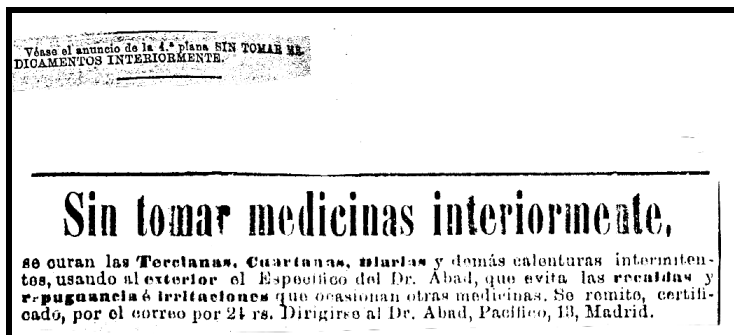 Véase el anuncio de la 4.ª plana SIN TOMAR ME-
DICAMENTOS INTERIORMENTE.
Sin tomar medicinas interiormente,
se curan las Tercianas, Cuartanas, Diarias y demás calenturas intermiten-
tes, usando al exterior el Específico del Dr. Abad, que evita las recaidas y
repugnancia é irritaciones que ocasionan otras medicinas. Se remite, certifi-
cado, por el correo por 24 rs. Dirigirse al Dr. Abad, Pacífico, 13, Madrid.